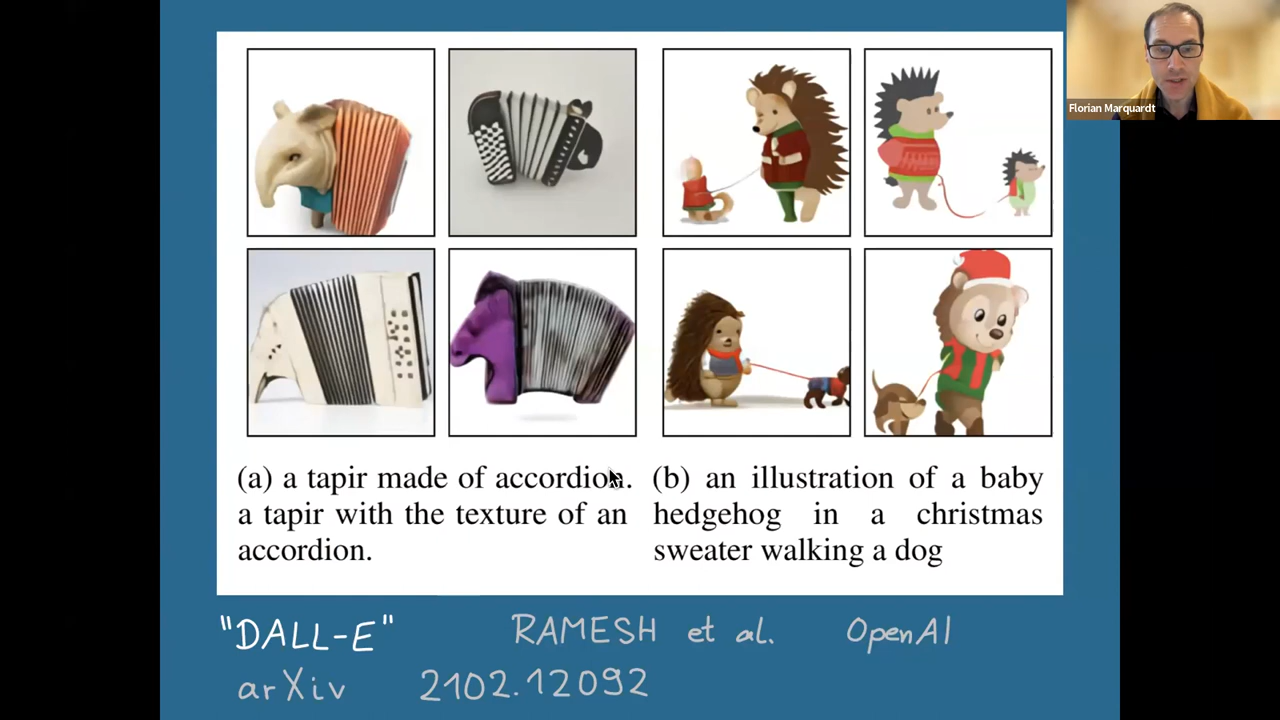 Florian Marquardt
(a) a tapir made of accordion.
a tapir with the texture of an
accordion.
(b) an illustration of a baby
hedgehog in a christmas
sweater walking a dog
"DALL-E" RAMESH et al. OpenAI
arXiv 2102.12092